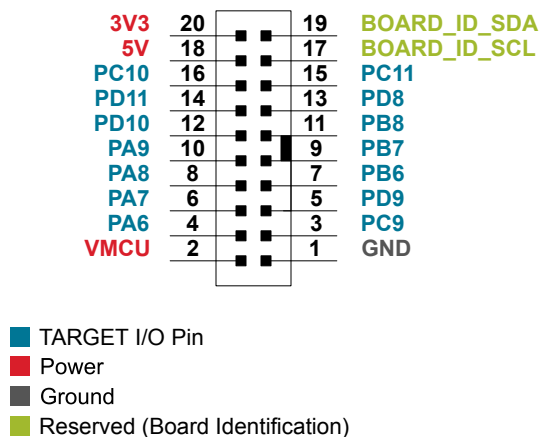 3V3 20 19 BOARD_ID_SDA
5V 18 17 BOARD_ID_SCL
PC10 16 15 PC11
PD11 14 13 PD8
PD10 12 11 PB8
PA9 10 9 PB7
PA8 8 7 PB6
PA7 6 5 PD9
PA6 4 3 PC9
VMCU 2 1 GND
TARGET I/O Pin
Power
Ground
Reserved (Board Identification)